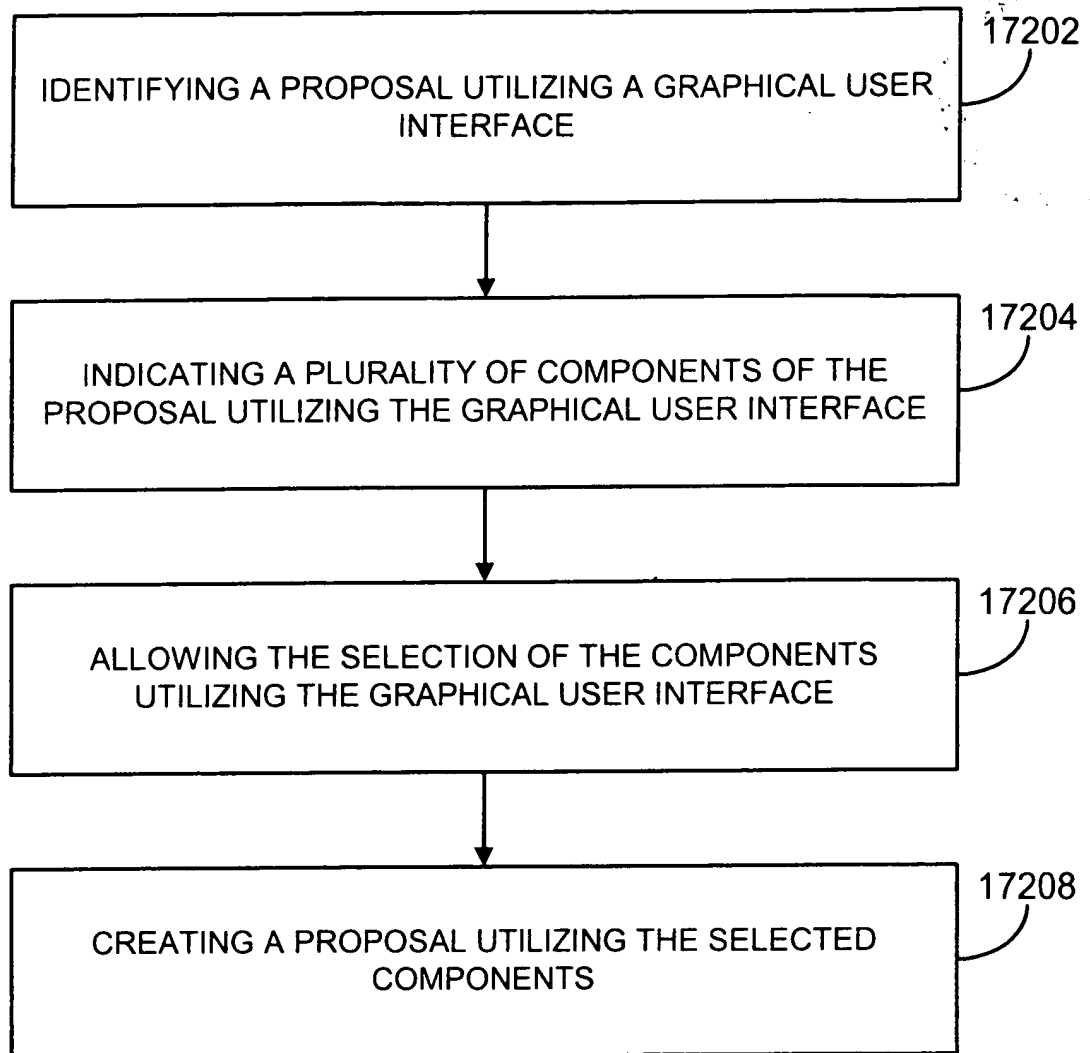 17202
IDENTIFYING A PROPOSAL UTILIZING A GRAPHICAL USER
INTERFACE
17204
INDICATING A PLURALITY OF COMPONENTS OF THE
PROPOSAL UTILIZING THE GRAPHICAL USER INTERFACE
17206
ALLOWING THE SELECTION OF THE COMPONENTS
UTILIZING THE GRAPHICAL USER INTERFACE
17208
CREATING A PROPOSAL UTILIZING THE SELECTED
COMPONENTS